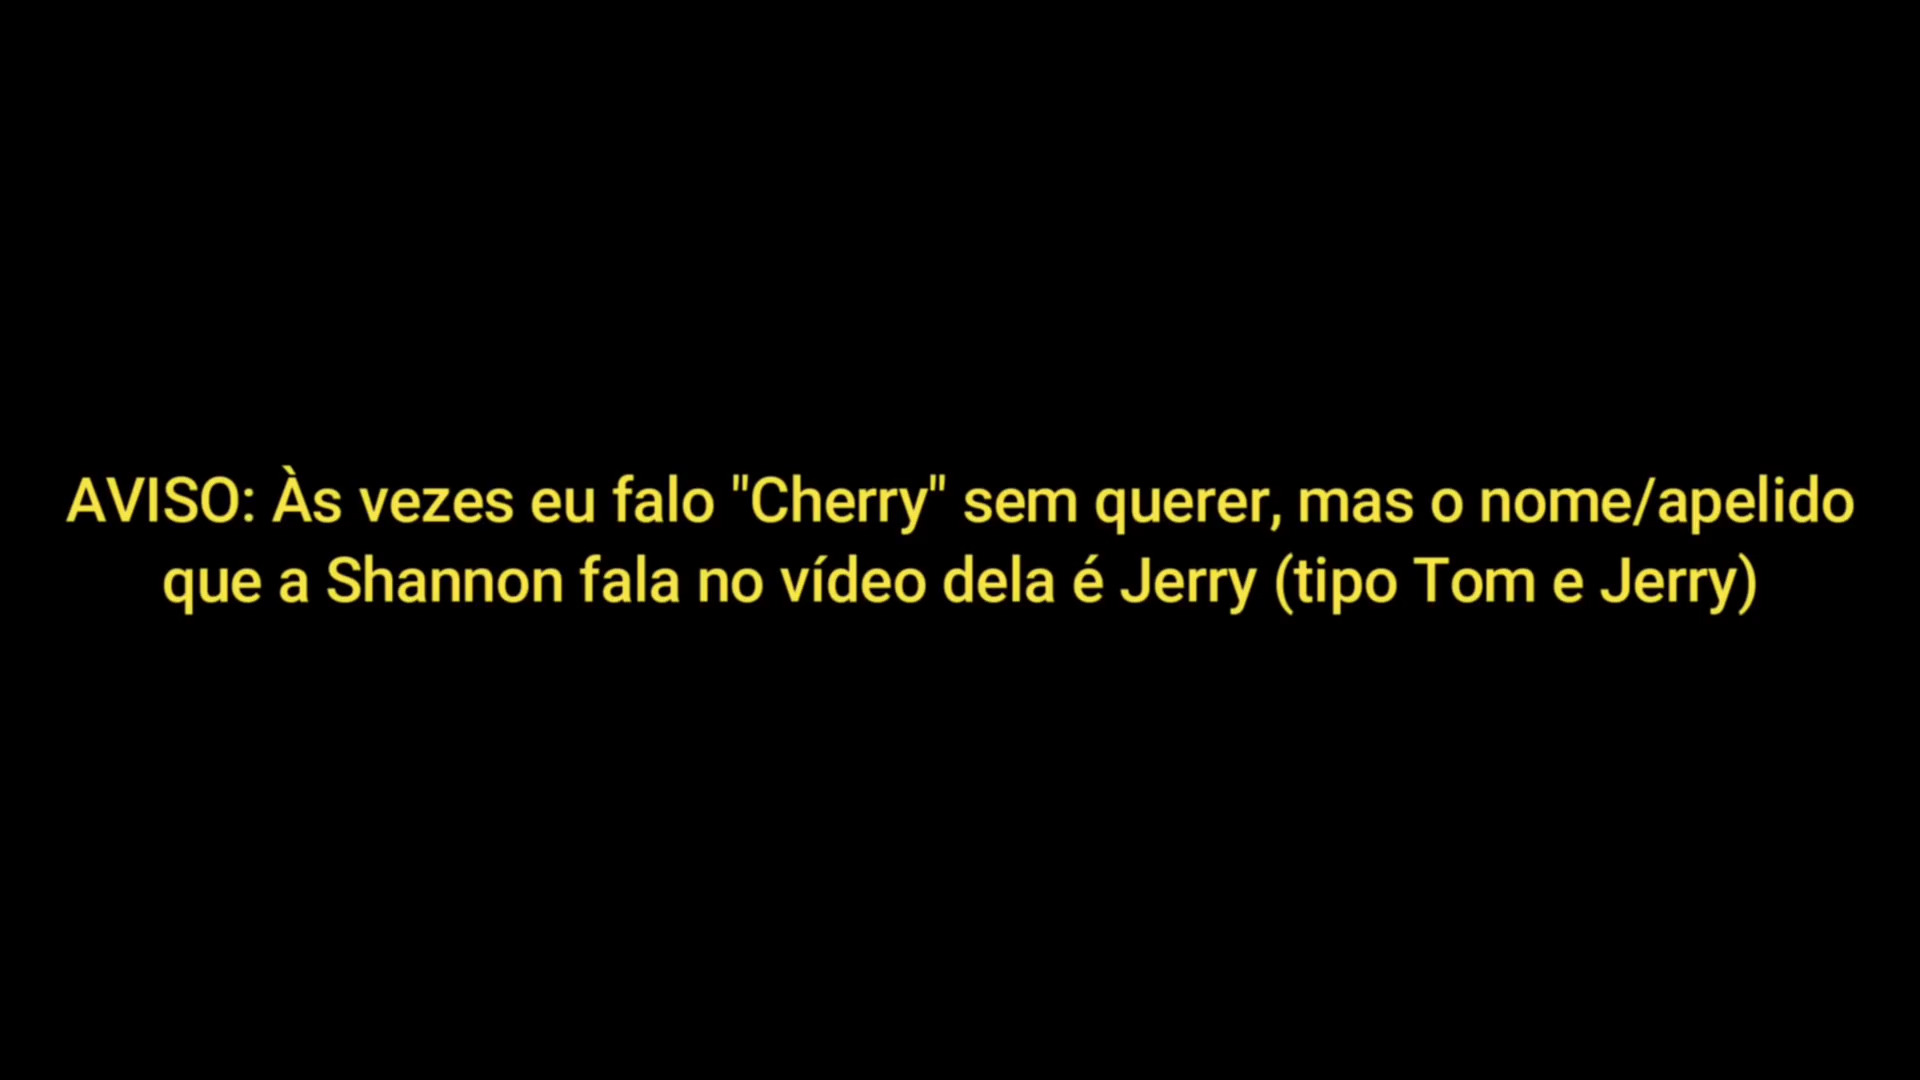 AVISO: Às vezes eu falo "Cherry" sem querer, mas o nome/apelido
que a Shannon fala no vídeo dela é Jerry (tipo Tom e Jerry)